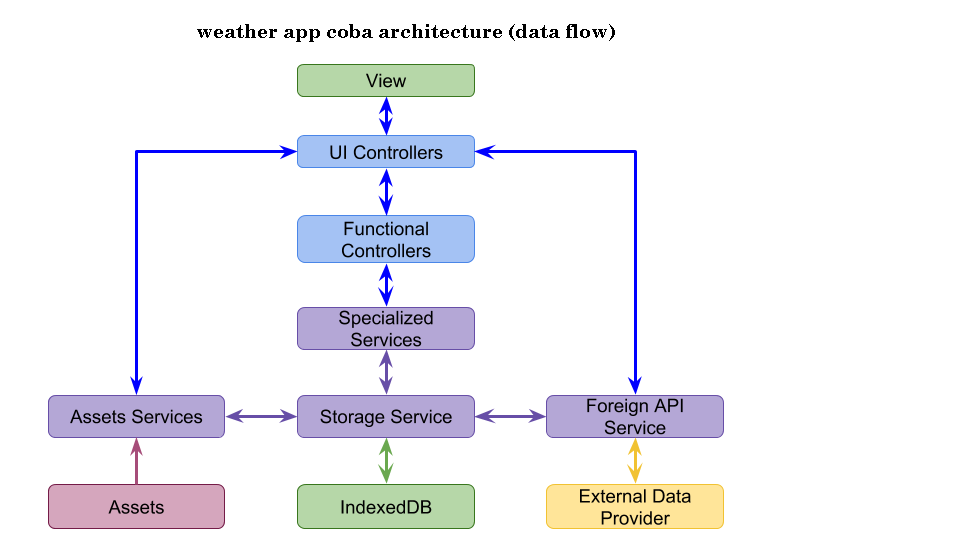 weather app coba architecture (data flow)
View
UI Controllers
Functional
Controllers
Specialized
Services
Assets Services
Storage Service
Foreign API
Service
Assets
IndexedDB
External Data
Provider